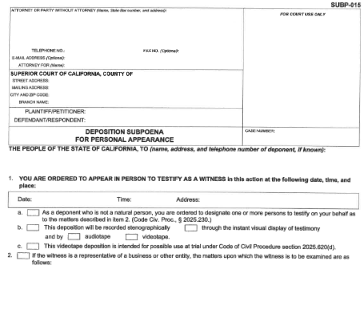 SUBP-015
ATTORNEY OR PARTY WITHOUT ATTORNEY (Name, State Bar number, and address):
FOR COURT USE ONLY
TELEPHONE NO.: FAX NO. (Optional):
E-MAIL ADDRESS (Optional):
ATTORNEY FOR (Name):
SUPERIOR COURT OF CALIFORNIA, COUNTY OF
STREET ADDRESS:
MAILING ADDRESS:
CITY AND ZIP CODE:
BRANCH NAME:
PLAINTIFF/PETITIONER:
DEFENDANT/RESPONDENT:
DEPOSITION SUBPOENA
FOR PERSONAL APPEARANCE
CASE NUMBER:
THE PEOPLE OF THE STATE OF CALIFORNIA, TO (name, address, and telephone number of deponent, if known):
1. YOU ARE ORDERED TO APPEAR IN PERSON TO TESTIFY AS A WITNESS in this action at the following date, time, and
place:
Date: Time: Address:
a. As a deponent who is not a natural person, you are ordered to designate one or more persons to testify on your behalf as
to the matters described in item 2. (Code Civ. Proc., § 2025.230.)
b. This deposition will be recorded stenographically through the instant visual display of testimony
and by audiotape videotape.
c. This videotape deposition is intended for possible use at trial under Code of Civil Procedure section 2025.620(d).
2. If the witness is a representative of a business or other entity, the matters upon which the witness is to be examined are as
follows: